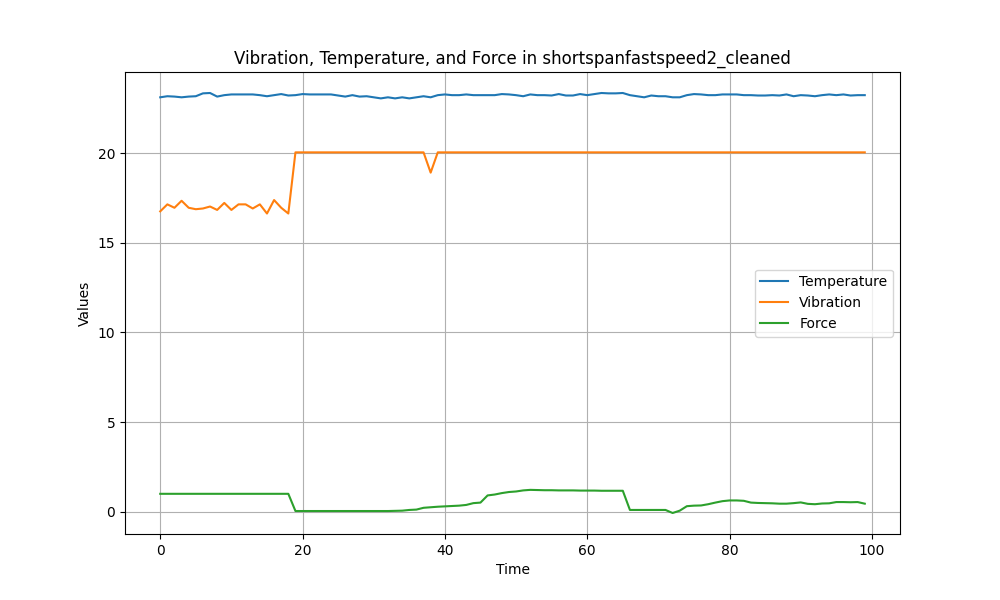 Vibration, Temperature, and Force in shortspanfastspeed2_cleaned
Values
20
15
10
5
0
Temperature
Vibration
Force
0 20 40 60 80 100
Time